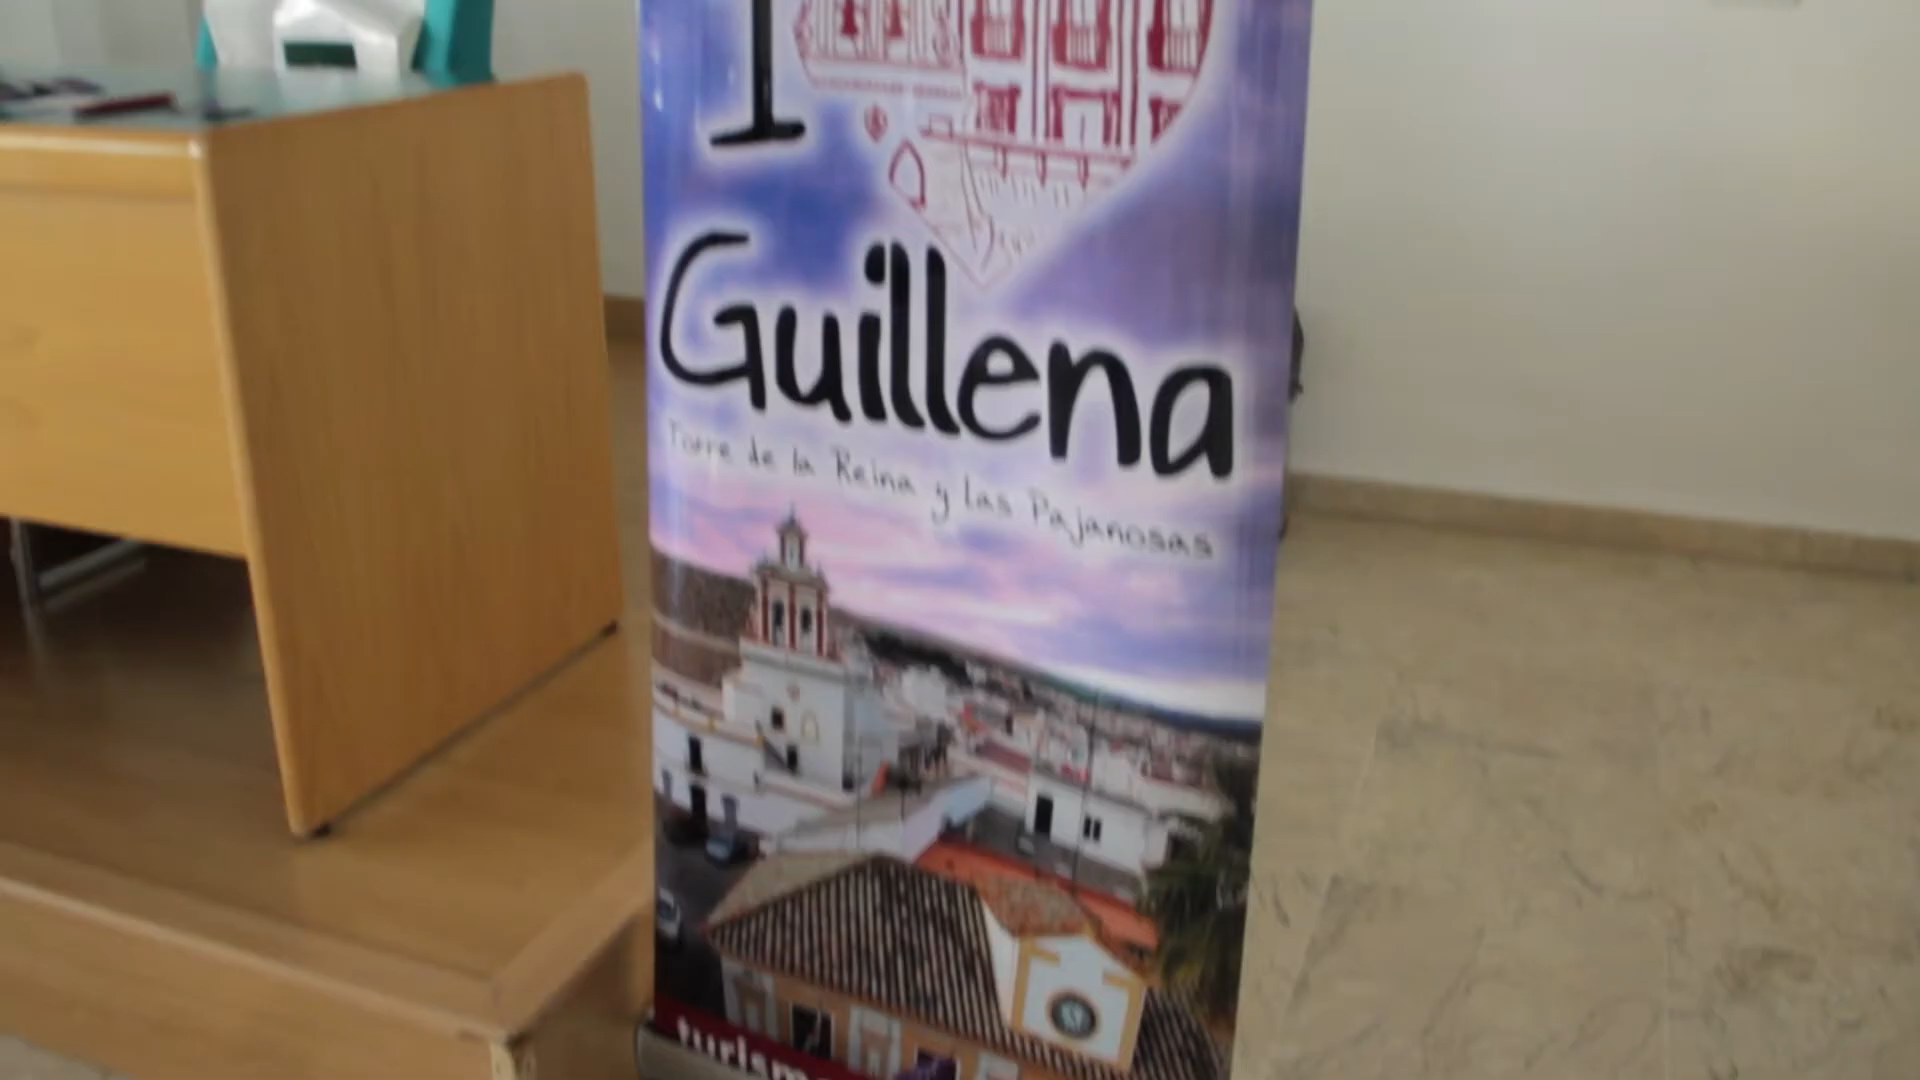 I
Guillena
Torre de la Reina y las Pajanosas